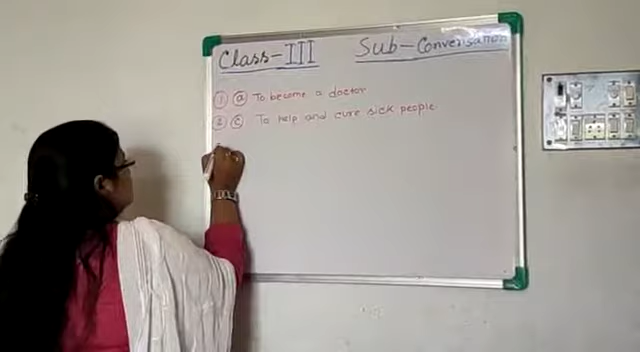 Class-III Sub-Conversation
① ⓐ To become a doctor
② ⓒ To help and cure sick people